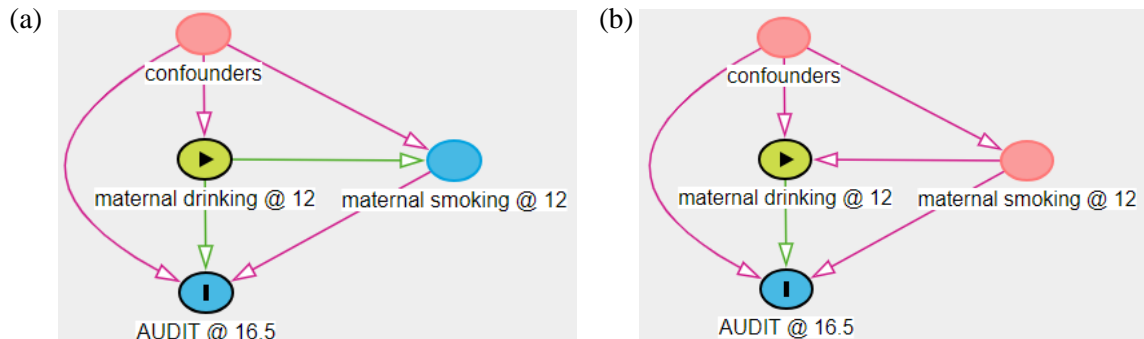 (a)
confounders
maternal drinking @ 12
maternal smoking @ 12
AUDIT @ 16.5
(b)
confounders
maternal drinking @ 12
maternal smoking @ 12
AUDIT @ 16.5